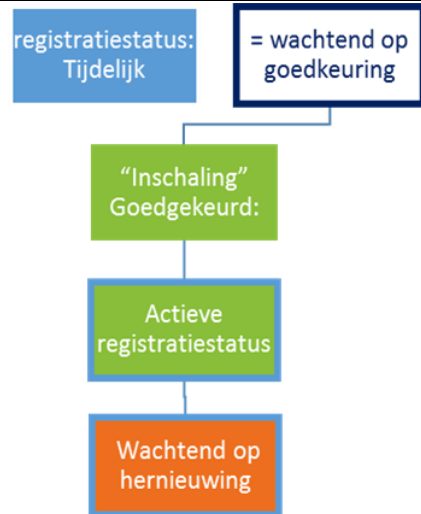 registratiestatus:
Tijdelijk
= wachtend op
goedkeuring
“Inschaling”
Goedgekeurd:
Actieve
registratiestatus
Wachtend op
hernieuwing